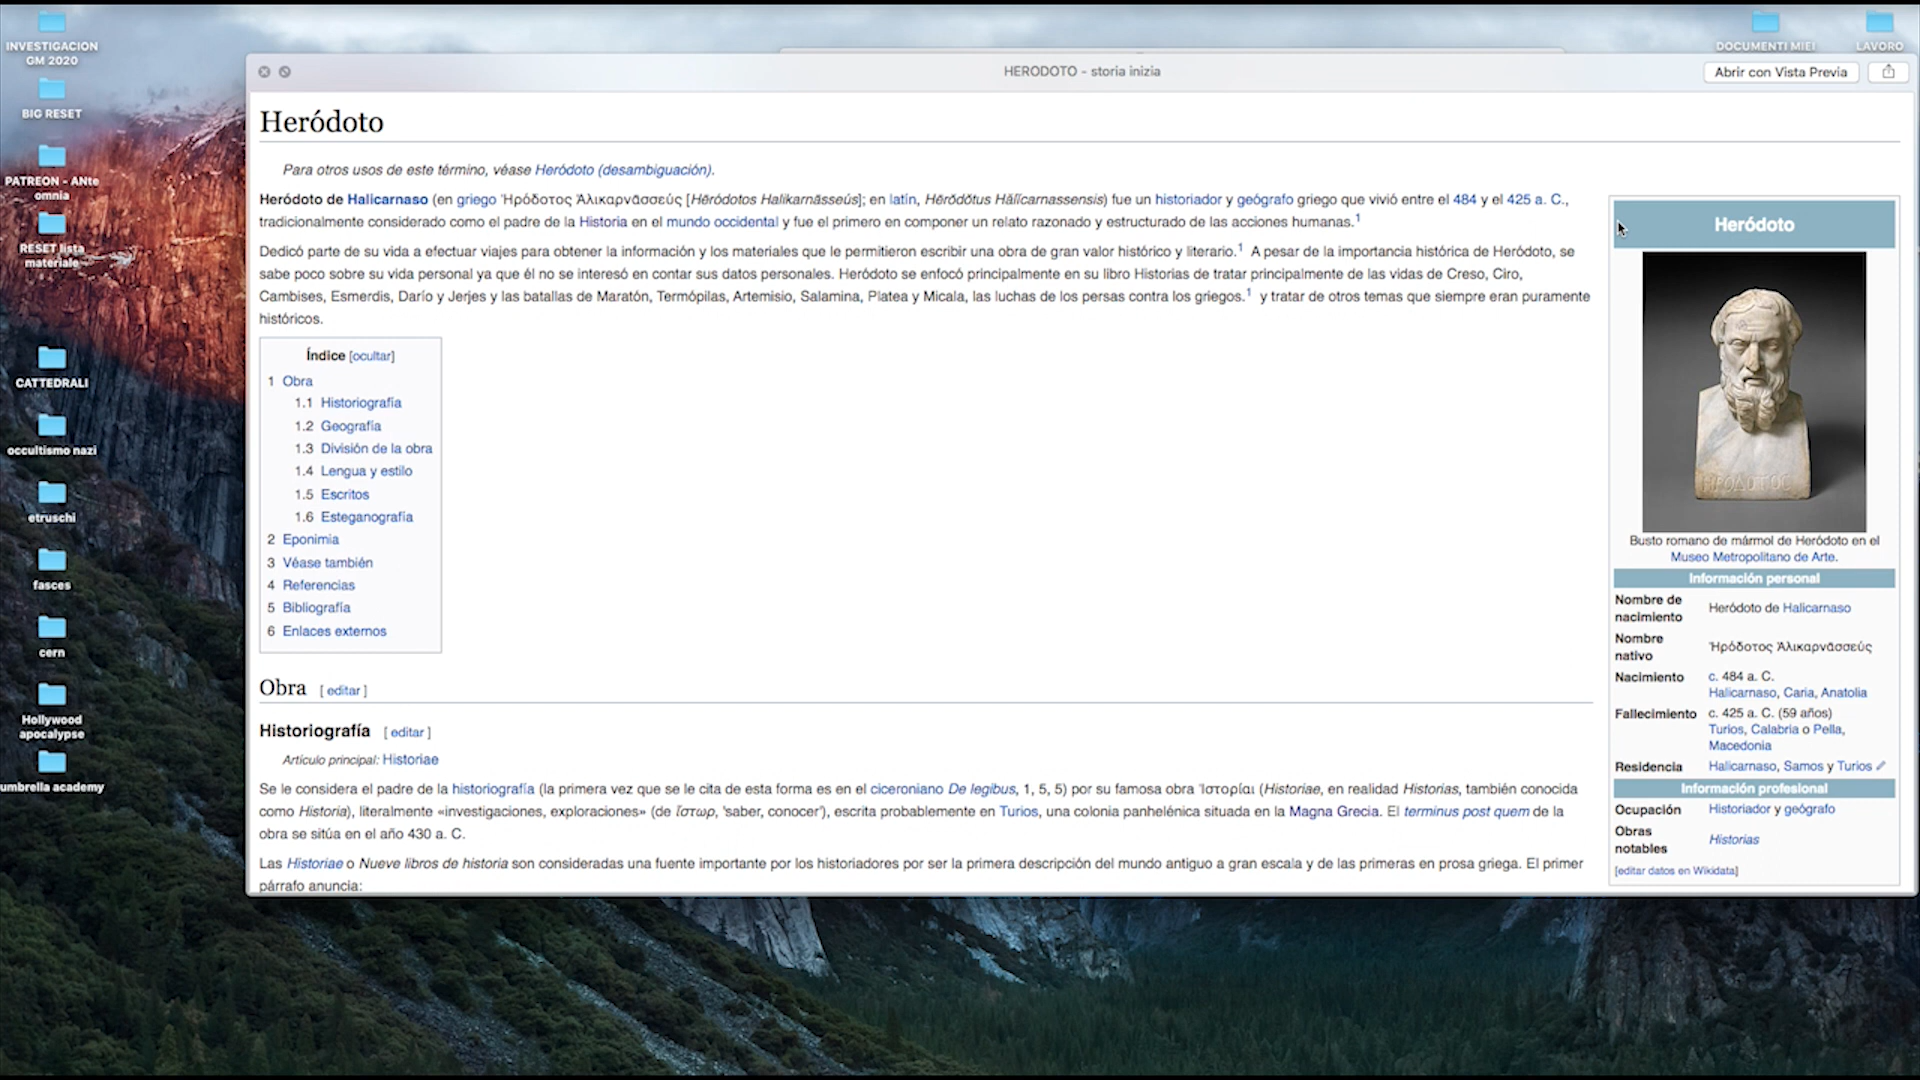 INVESTIGACION
GM 2020
BIG RESET
PATREON - ANte
omnia
RESET lista
materiale
CATTEDRALI
occultismo nazi
etruschi
fasces
cern
Hollywood
apocalypse
umbrella academy
DOCUMENTI MIEI
LAVORO
HERODOTO - storia inizia
Abrir con Vista Previa
Heródoto
Para otros usos de este término, véase Heródoto (desambiguación).
Heródoto de Halicarnaso (en griego Ἡρόδοτος Ἁλικαρνᾱσσεύς [Hēródotos Halikarnāsseús]; en latín, Hērŏdŏtus Hălĭcarnassensis) fue un historiador y geógrafo griego que vivió entre el 484 y el 425 a. C.,
tradicionalmente considerado como el padre de la Historia en el mundo occidental y fue el primero en componer un relato razonado y estructurado de las acciones humanas.1
Dedicó parte de su vida a efectuar viajes para obtener la información y los materiales que le permitieron escribir una obra de gran valor histórico y literario.1 A pesar de la importancia histórica de Heródoto, se
sabe poco sobre su vida personal ya que él no se interesó en contar sus datos personales. Heródoto se enfocó principalmente en su libro Historias de tratar principalmente de las vidas de Creso, Ciro,
Cambises, Esmerdis, Darío y Jerjes y las batallas de Maratón, Termópilas, Artemisio, Salamina, Platea y Micala, las luchas de los persas contra los griegos.1 y tratar de otros temas que siempre eran puramente
históricos.
Índice [ocultar]
1 Obra
1.1 Historiografía
1.2 Geografía
1.3 División de la obra
1.4 Lengua y estilo
1.5 Escritos
1.6 Esteganografía
2 Eponimia
3 Véase también
4 Referencias
5 Bibliografía
6 Enlaces externos
Obra [ editar ]
Historiografía [ editar ]
Artículo principal: Historiae
Se le considera el padre de la historiografía (la primera vez que se le cita de esta forma es en el ciceroniano De legibus, 1, 5, 5) por su famosa obra Ἱστορίαι (Historiae, en realidad Historias, también conocida
como Historia), literalmente «investigaciones, exploraciones» (de ἵστωρ, 'saber, conocer'), escrita probablemente en Turios, una colonia panhelénica situada en la Magna Grecia. El terminus post quem de la
obra se sitúa en el año 430 a. C.
Las Historiae o Nueve libros de historia son consideradas una fuente importante por los historiadores por ser la primera descripción del mundo antiguo a gran escala y de las primeras en prosa griega. El primer
párrafo anuncia:
Heródoto
ΗΡΟΔΟΤΟС
Busto romano de mármol de Heródoto en el
Museo Metropolitano de Arte.
Información personal
Nombre de
nacimiento
Heródoto de Halicarnaso
Nombre
nativo
Ἡρόδοτος Ἁλικαρνᾱσσεύς
Nacimiento
c. 484 a. C.
Halicarnaso, Caria, Anatolia
Fallecimiento
c. 425 a. C. (59 años)
Turios, Calabria o Pella,
Macedonia
Residencia
Halicarnaso, Samos y Turios
Información profesional
Ocupación
Historiador y geógrafo
Obras
notables
Historias
[editar datos en Wikidata]